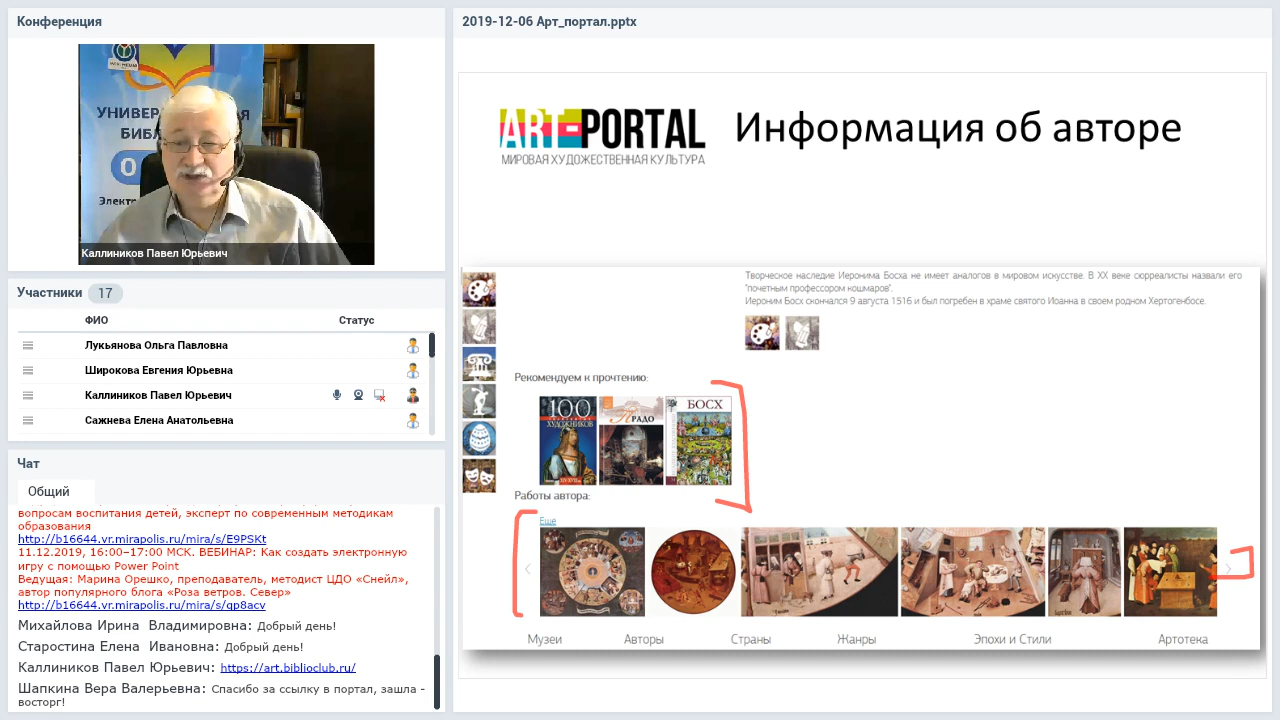 Конференция
УНИВЕР
АЯ
БИБЛ
Элект
Каллиников Павел Юрьевич
Участники 17
ФИО Статус
Лукьянова Ольга Павловна
Широкова Евгения Юрьевна
Каллиников Павел Юрьевич
Сажнева Елена Анатольевна
Чат
Общий
вопросам воспитания детей, эксперт по современным методикам
образования
http://b16644.vr.mirapolis.ru/mira/s/E9PSKt
11.12.2019, 16:00–17:00 МСК. ВЕБИНАР: Как создать электронную
игру с помощью Power Point
Ведущая: Марина Орешко, преподаватель, методист ЦДО «Снейл»,
автор популярного блога «Роза ветров. Север»
http://b16644.vr.mirapolis.ru/mira/s/qp8acv
Михайлова Ирина Владимировна: Добрый день!
Старостина Елена Ивановна: Добрый день!
Каллиников Павел Юрьевич: https://art.biblioclub.ru/
Шапкина Вера Валерьевна: Спасибо за ссылку в портал, зашла -
восторг!
2019-12-06 Арт_портал.pptx
ART-PORTAL
МИРОВАЯ ХУДОЖЕСТВЕННАЯ КУЛЬТУРА
Информация об авторе
Творческое наследие Иеронима Босха не имеет аналогов в мировом искусстве. В XX веке сюрреалисты назвали его
"почетным профессором кошмаров".
Иероним Босх скончался 9 августа 1516 и был погребен в храме святого Иоанна в своем родном Хертогенбосе.
Рекомендуем к прочтению:
100
ХУДОЖНИКОВ
ПРАДО
БОСХ
Работы автора:
Еще
Музеи Авторы Страны Жанры Эпохи и Стили Артотека